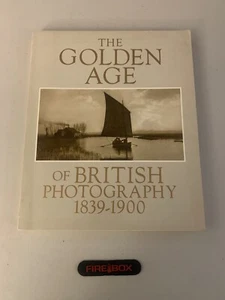 THE
GOLDEN
AGE
OF BRITISH
PHOTOGRAPHY
1839-1900
FIREBOX